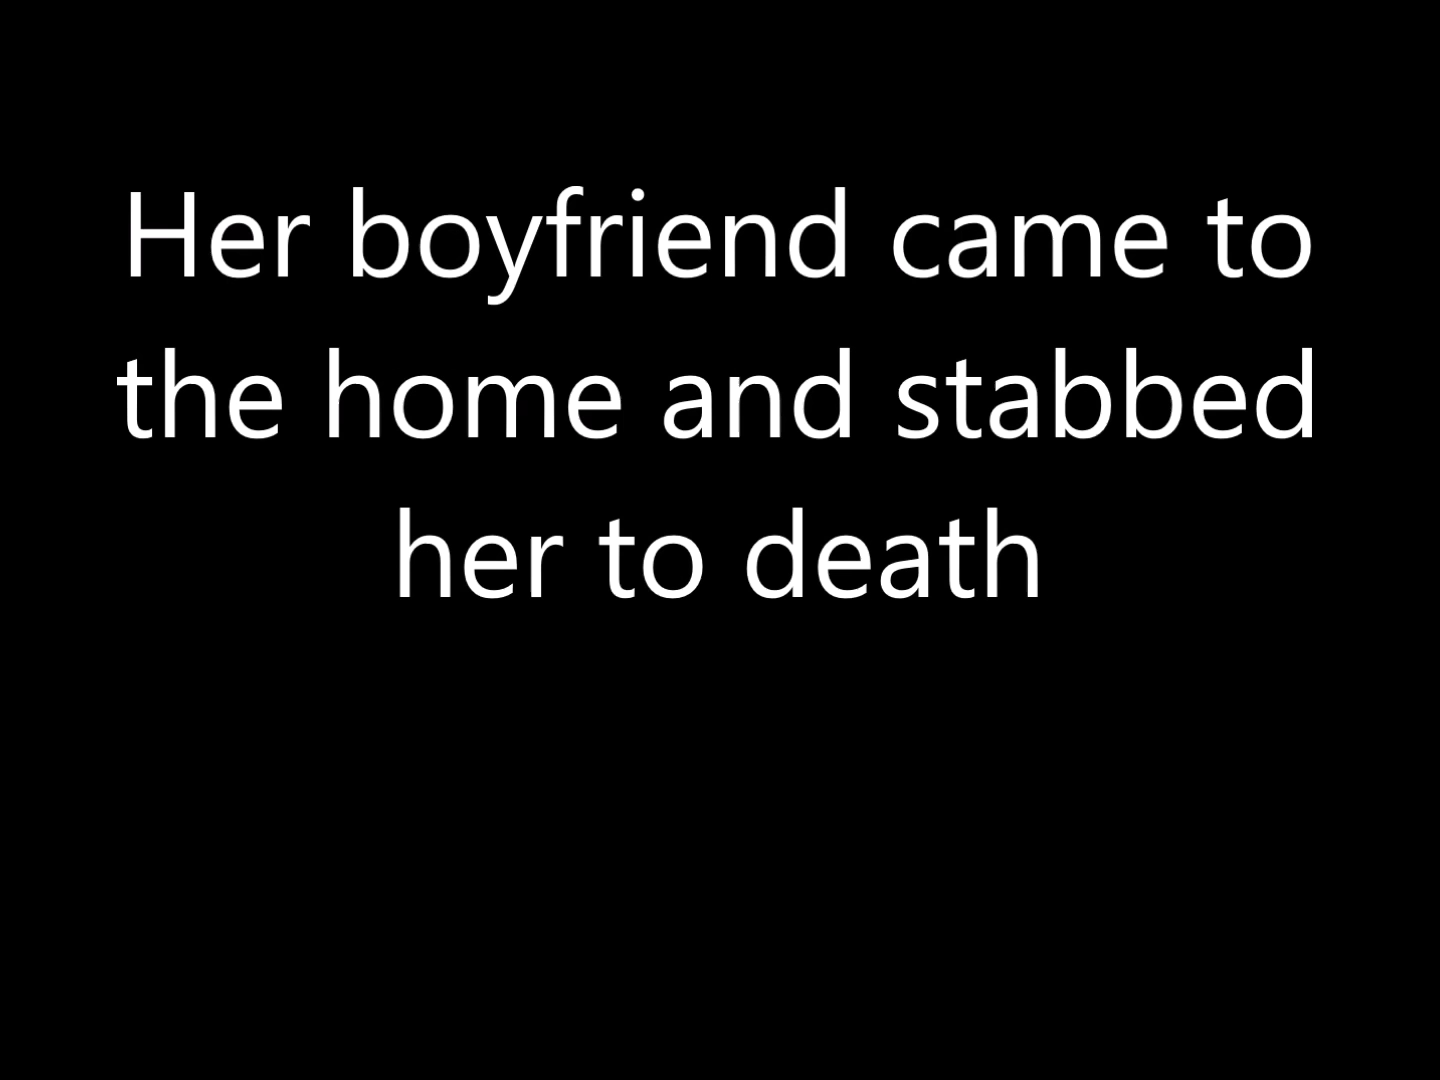 Her boyfriend came to
the home and stabbed
her to death